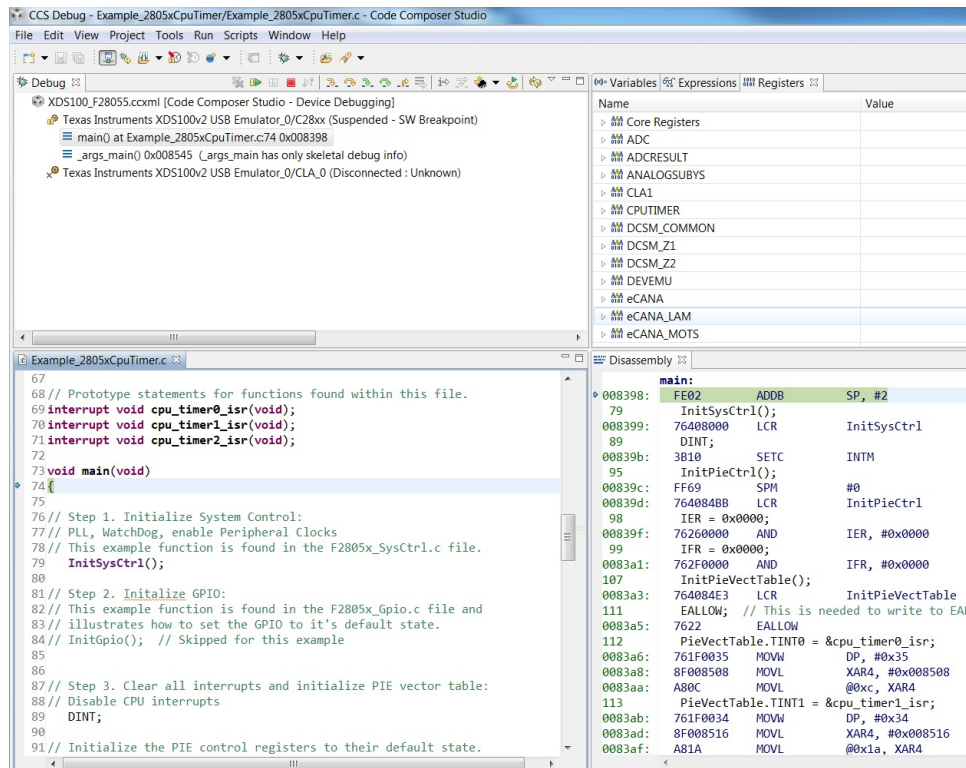 CCS Debug - Example_2805xCpuTimer/Example_2805xCpuTimer.c - Code Composer Studio
File Edit View Project Tools Run Scripts Window Help
Debug
XDS100_F28055.ccxml [Code Composer Studio - Device Debugging]
Texas Instruments XDS100v2 USB Emulator_0/C28xx (Suspended - SW Breakpoint)
main() at Example_2805xCpuTimer.c:74 0x008398
_args_main() 0x008545 (_args_main has only skeletal debug info)
Texas Instruments XDS100v2 USB Emulator_0/CLA_0 (Disconnected : Unknown)
(x)= Variables Expressions Registers
Name Value
Core Registers
ADC
ADCRESULT
ANALOGSUBYS
CLA1
CPUTIMER
DCSM_COMMON
DCSM_Z1
DCSM_Z2
DEVEMU
eCANA
eCANA_LAM
eCANA_MOTS
Example_2805xCpuTimer.c
67
68 // Prototype statements for functions found within this file.
69 interrupt void cpu_timer0_isr(void);
70 interrupt void cpu_timer1_isr(void);
71 interrupt void cpu_timer2_isr(void);
72
73 void main(void)
74 {
75
76 // Step 1. Initialize System Control:
77 // PLL, WatchDog, enable Peripheral Clocks
78 // This example function is found in the F2805x_SysCtrl.c file.
79 InitSysCtrl();
80
81 // Step 2. Initalize GPIO:
82 // This example function is found in the F2805x_Gpio.c file and
83 // illustrates how to set the GPIO to it's default state.
84 // InitGpio(); // Skipped for this example
85
86
87 // Step 3. Clear all interrupts and initialize PIE vector table:
88 // Disable CPU interrupts
89 DINT;
90
91 // Initialize the PIE control registers to their default state.
Disassembly
main:
008398: FE02 ADDB SP, #2
79 InitSysCtrl();
008399: 76408000 LCR InitSysCtrl
89 DINT;
00839b: 3B10 SETC INTM
95 InitPieCtrl();
00839c: FF69 SPM #0
00839d: 764084BB LCR InitPieCtrl
98 IER = 0x0000;
00839f: 76260000 AND IER, #0x0000
99 IFR = 0x0000;
0083a1: 762F0000 AND IFR, #0x0000
107 InitPieVectTable();
0083a3: 764084E3 LCR InitPieVectTable
111 EALLOW; // This is needed to write to EAL
0083a5: 7622 EALLOW
112 PieVectTable.TINT0 = &cpu_timer0_isr;
0083a6: 761F0035 MOVW DP, #0x35
0083a8: 8F008508 MOVL XAR4, #0x008508
0083aa: A80C MOVL @0xc, XAR4
113 PieVectTable.TINT1 = &cpu_timer1_isr;
0083ab: 761F0034 MOVW DP, #0x34
0083ad: 8F008516 MOVL XAR4, #0x008516
0083af: A81A MOVL @0x1a, XAR4